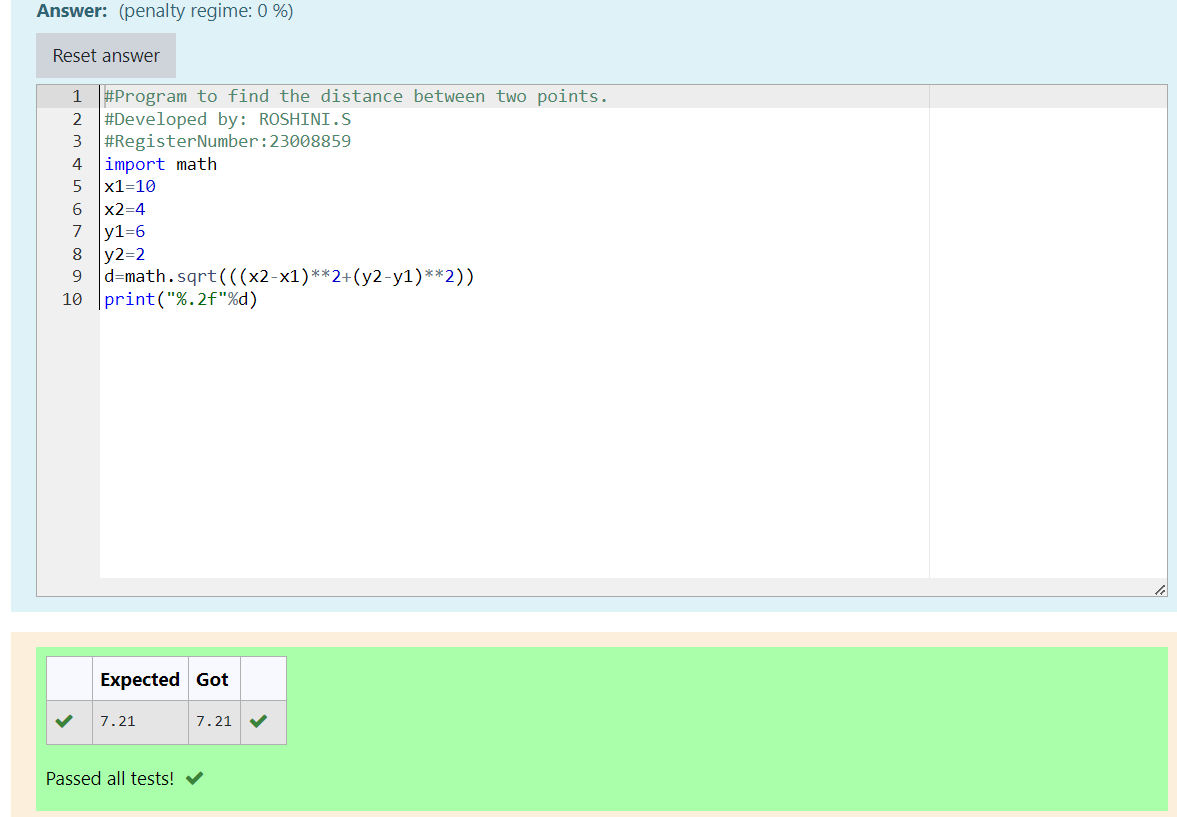 Answer: (penalty regime: 0 %)
Reset answer
1 #Program to find the distance between two points.
2 #Developed by: ROSHINI.S
3 #RegisterNumber:23008859
4 import math
5 x1=10
6 x2=4
7 y1=6
8 y2=2
9 d=math.sqrt(((x2-x1)**2+(y2-y1)**2))
10 print("%.2f"%d)
Expected Got
7.21 7.21
Passed all tests!